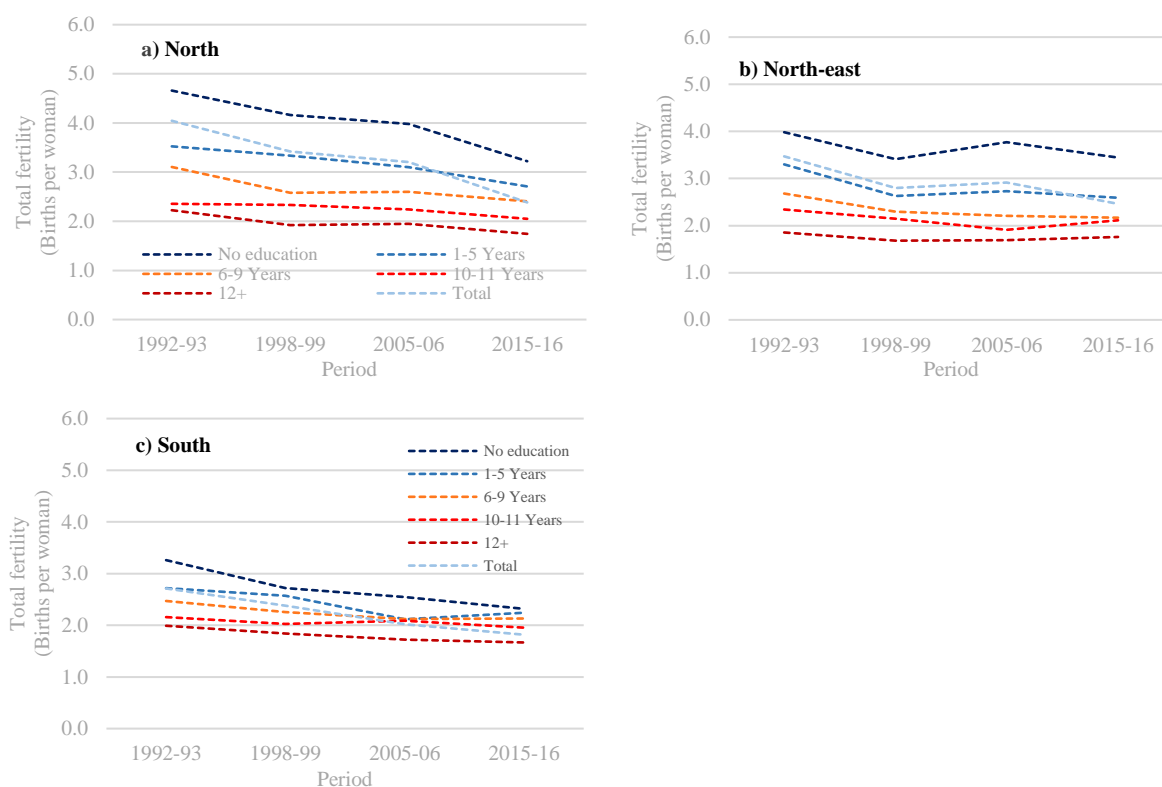 a) North
6.0
5.0
4.0
3.0
2.0
1.0
0.0
Total fertility
(Births per woman)
No education
1-5 Years
6-9 Years
10-11 Years
12+
Total
1992-93 1998-99 2005-06 2015-16
Period
b) North-east
6.0
5.0
4.0
3.0
2.0
1.0
0.0
Total fertility
(Births per woman)
1992-93 1998-99 2005-06 2015-16
Period
c) South
6.0
5.0
4.0
3.0
2.0
1.0
0.0
Total fertility
(Births per woman)
No education
1-5 Years
6-9 Years
10-11 Years
12+
Total
1992-93 1998-99 2005-06 2015-16
Period